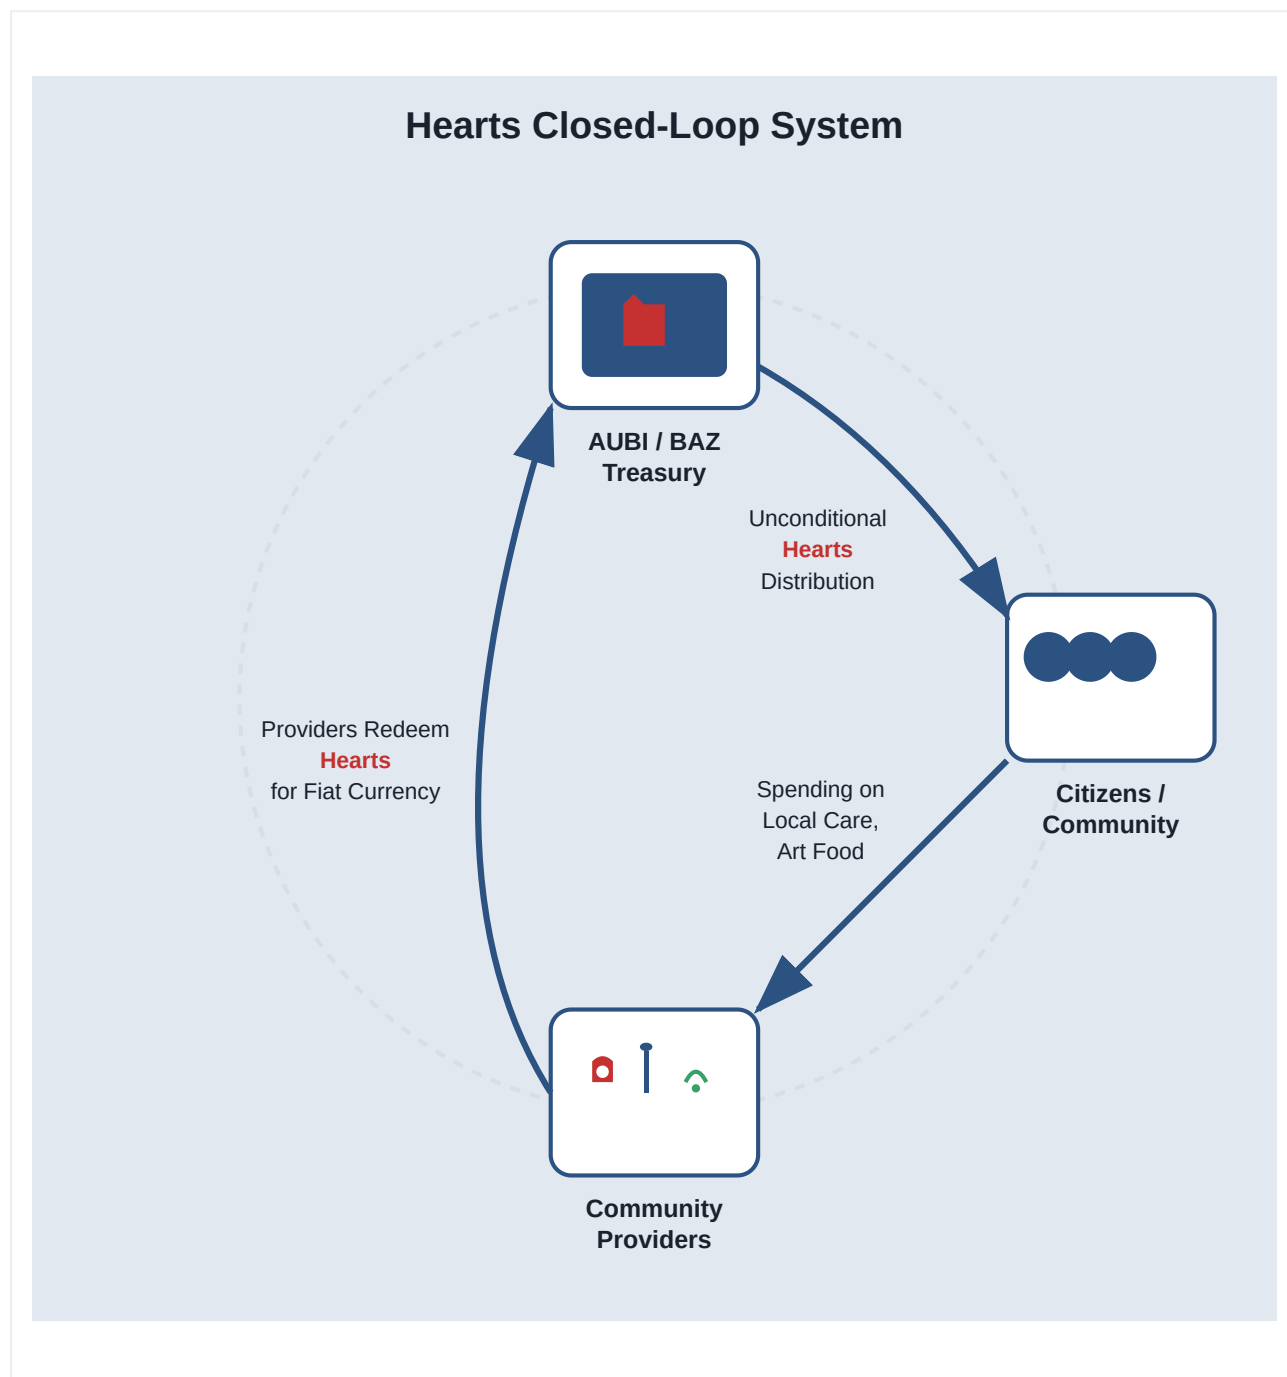 Hearts Closed-Loop System
AUBI / BAZ
Treasury
Unconditional
Hearts
Distribution
Citizens /
Community
Spending on
Local Care,
Art Food
Community
Providers
Providers Redeem
Hearts
for Fiat Currency